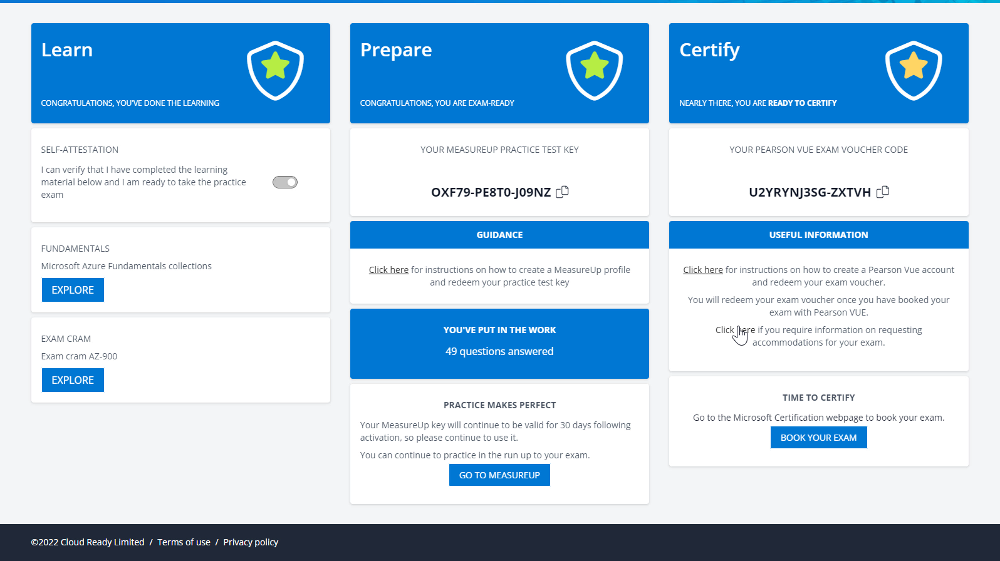 Learn
CONGRATULATIONS, YOU'VE DONE THE LEARNING
SELF-ATTESTATION
I can verify that I have completed the learning
material below and I am ready to take the practice
exam
FUNDAMENTALS
Microsoft Azure Fundamentals collections
EXPLORE
EXAM CRAM
Exam cram AZ-900
EXPLORE
Prepare
CONGRATULATIONS, YOU ARE EXAM-READY
YOUR MEASUREUP PRACTICE TEST KEY
OXF79-PE8T0-J09NZ
GUIDANCE
Click here for instructions on how to create a MeasureUp profile
and redeem your practice test key
YOU'VE PUT IN THE WORK
49 questions answered
PRACTICE MAKES PERFECT
Your MeasureUp key will continue to be valid for 30 days following
activation, so please continue to use it.
You can continue to practice in the run up to your exam.
GO TO MEASUREUP
Certify
NEARLY THERE, YOU ARE READY TO CERTIFY
YOUR PEARSON VUE EXAM VOUCHER CODE
U2YRYNJ3SG-ZXTVH
USEFUL INFORMATION
Click here for instructions on how to create a Pearson Vue account
and redeem your exam voucher.
You will redeem your exam voucher once you have booked your
exam with Pearson VUE.
Click here if you require information on requesting
accommodations for your exam.
TIME TO CERTIFY
Go to the Microsoft Certification webpage to book your exam.
BOOK YOUR EXAM
©2022 Cloud Ready Limited / Terms of use / Privacy policy